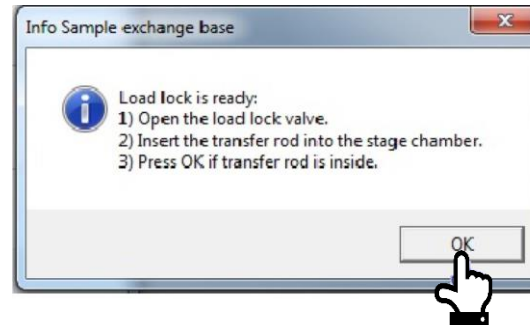 Info Sample exchange base
Load lock is ready:
1) Open the load lock valve.
2) Insert the transfer rod into the stage chamber.
3) Press OK if transfer rod is inside.
OK